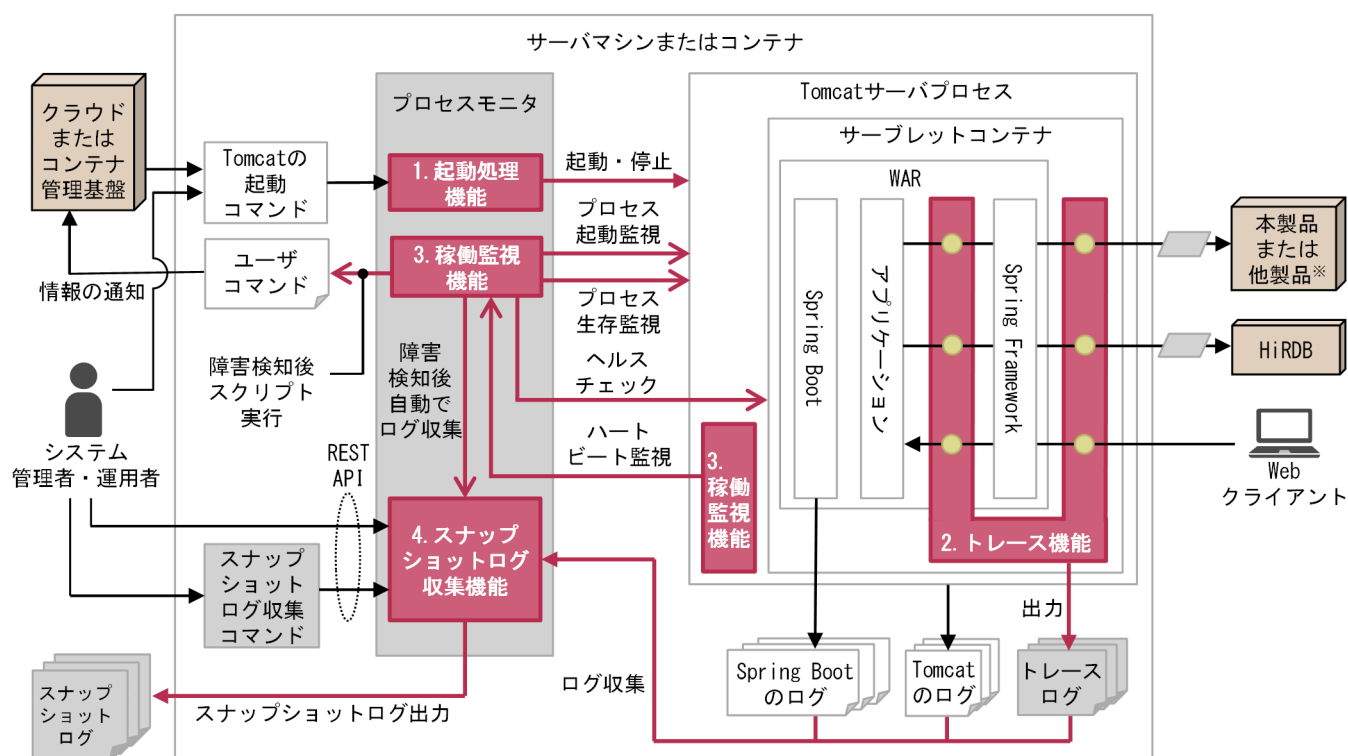 サーバマシンまたはコンテナ
クラウド
または
コンテナ
管理基盤
Tomcatの
起動
コマンド
プロセスモニタ
1. 起動処理
機能
起動・停止
プロセス
起動監視
3. 稼働監視
機能
プロセス
生存監視
ユーザ
コマンド
情報の通知
障害検知後
スクリプト
実行
障害
検知後
自動で
ログ収集
ヘルス
チェック
ハート
ビート監視
3.
稼働
監視
機能
Tomcatサーバプロセス
サーブレットコンテナ
WAR
Spring Boot
アプリケーション
Spring Framework
2. トレース機能
本製品
または
他製品※
HiRDB
Web
クライアント
システム
管理者・運用者
REST
API
4. スナップ
ショットログ
収集機能
スナップ
ショット
ログ収集
コマンド
出力
Spring Boot
のログ
Tomcat
のログ
トレース
ログ
ログ収集
スナップショットログ出力
スナップ
ショット
ログ